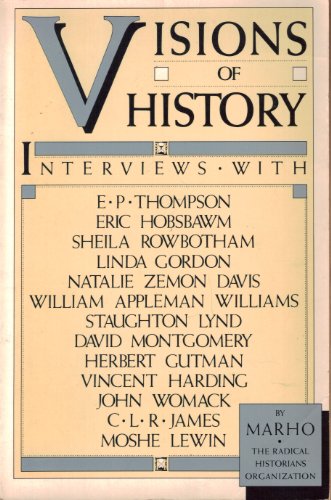 VISIONS
OF
HISTORY
INTERVIEWS • WITH
E • P • THOMPSON
ERIC HOBSBAWM
SHEILA ROWBOTHAM
LINDA GORDON
NATALIE ZEMON DAVIS
WILLIAM APPLEMAN WILLIAMS
STAUGHTON LYND
DAVID MONTGOMERY
HERBERT GUTMAN
VINCENT HARDING
JOHN WOMACK
C • L • R • JAMES
MOSHE LEWIN
BY
MARHO
•
THE RADICAL
HISTORIANS
ORGANIZATION